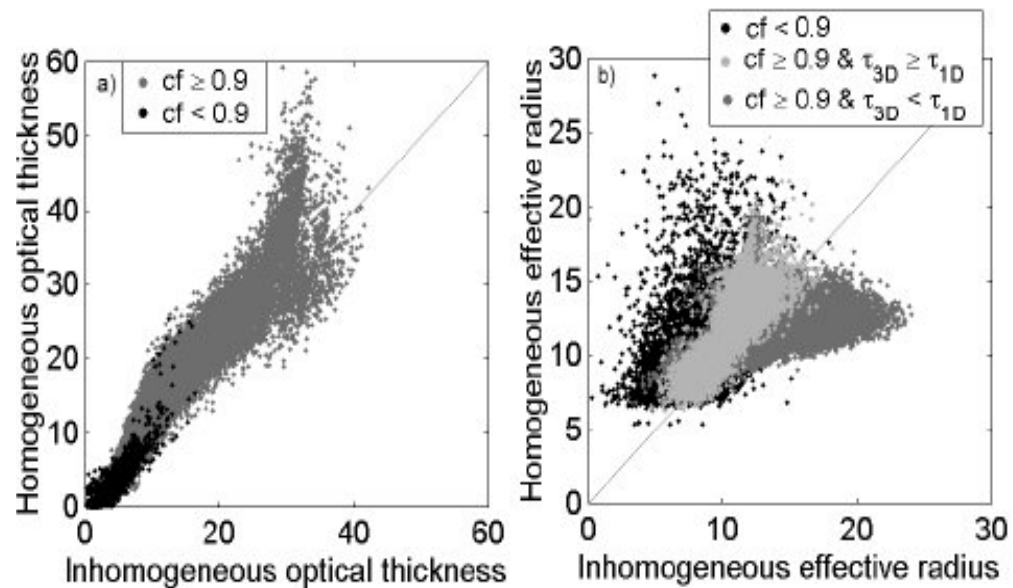 a)
cf ≥ 0.9
cf < 0.9
Homogeneous optical thickness
60
50
40
30
20
10
0
0 20 40 60
Inhomogeneous optical thickness
b)
cf < 0.9
cf ≥ 0.9 & τ3D ≥ τ1D
cf ≥ 0.9 & τ3D < τ1D
Homogeneous effective radius
30
25
20
15
10
5
0
0 10 20 30
Inhomogeneous effective radius